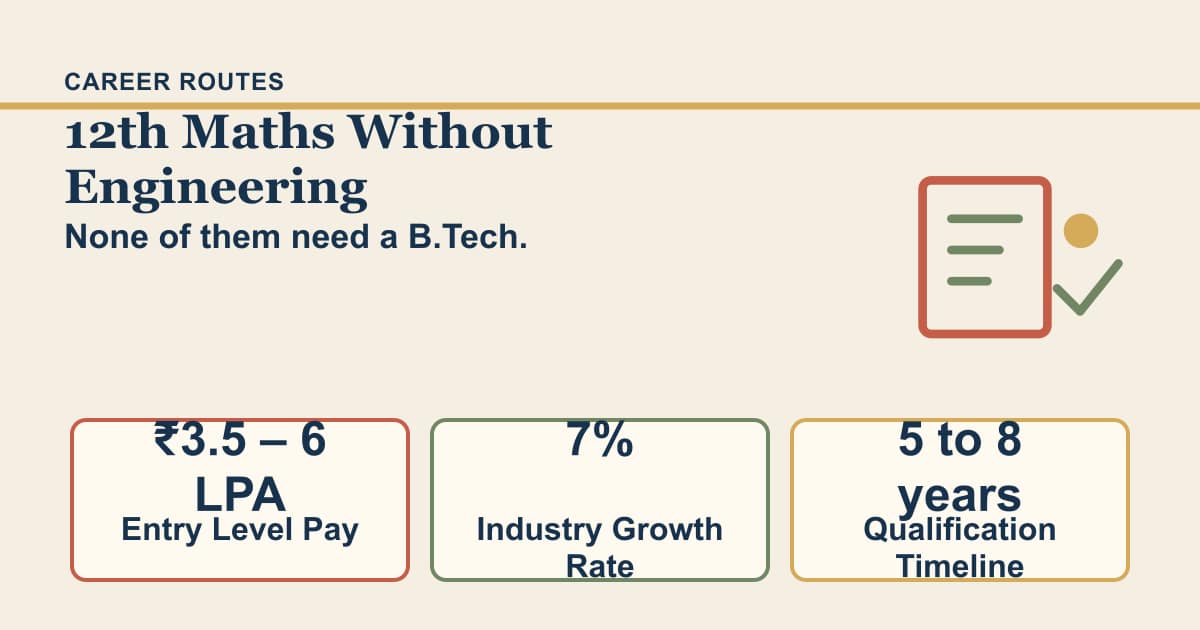 CAREER ROUTES
12th Maths Without
Engineering
None of them need a B.Tech.
₹3.5 – 6
LPA
Entry Level Pay
7%
Industry Growth
Rate
5 to 8
years
Qualification
Timeline